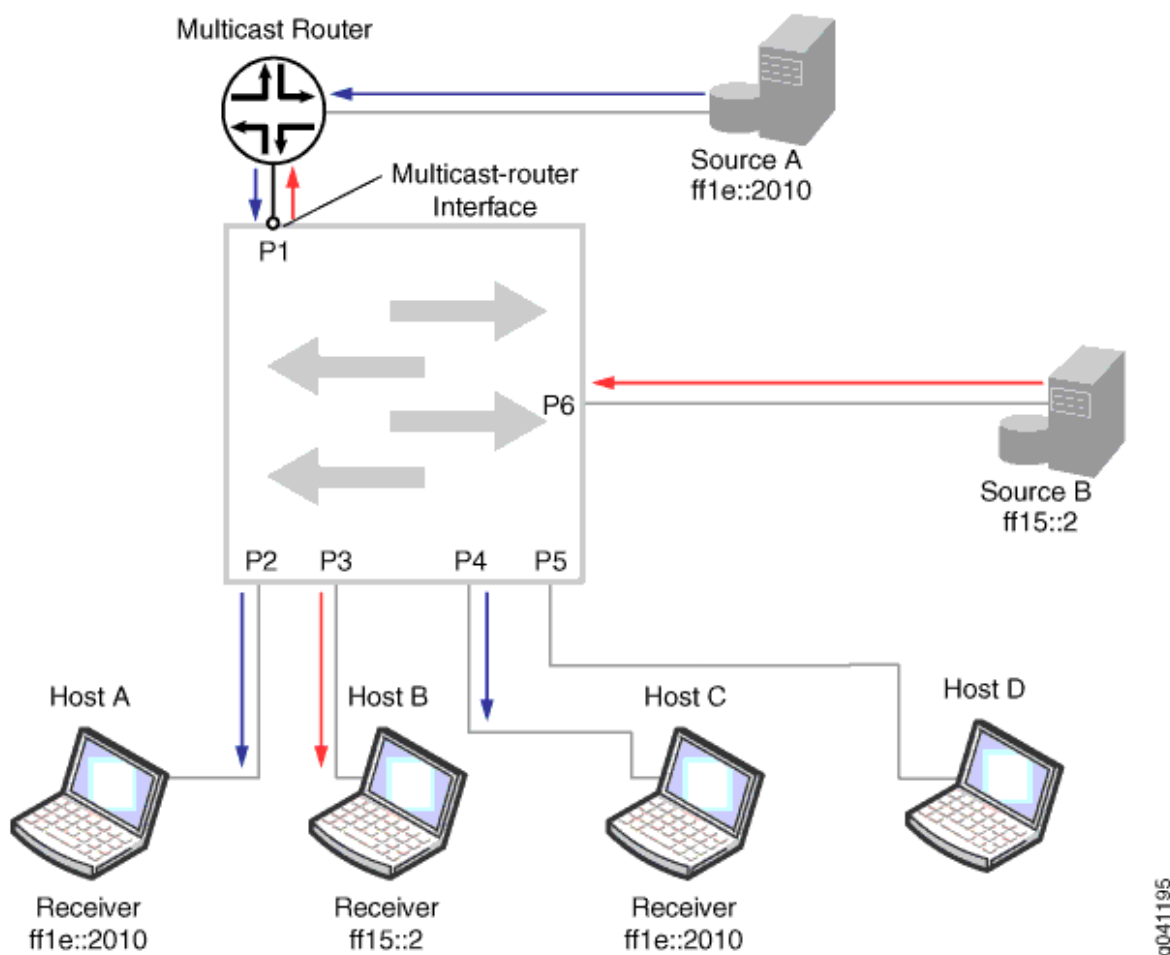 Multicast Router
Source A
ff1e::2010
Multicast-router
Interface
P1
P6
Source B
ff15::2
P2
P3
P4
P5
Host A
Host B
Host C
Host D
Receiver
ff1e::2010
Receiver
ff15::2
Receiver
ff1e::2010
g041195